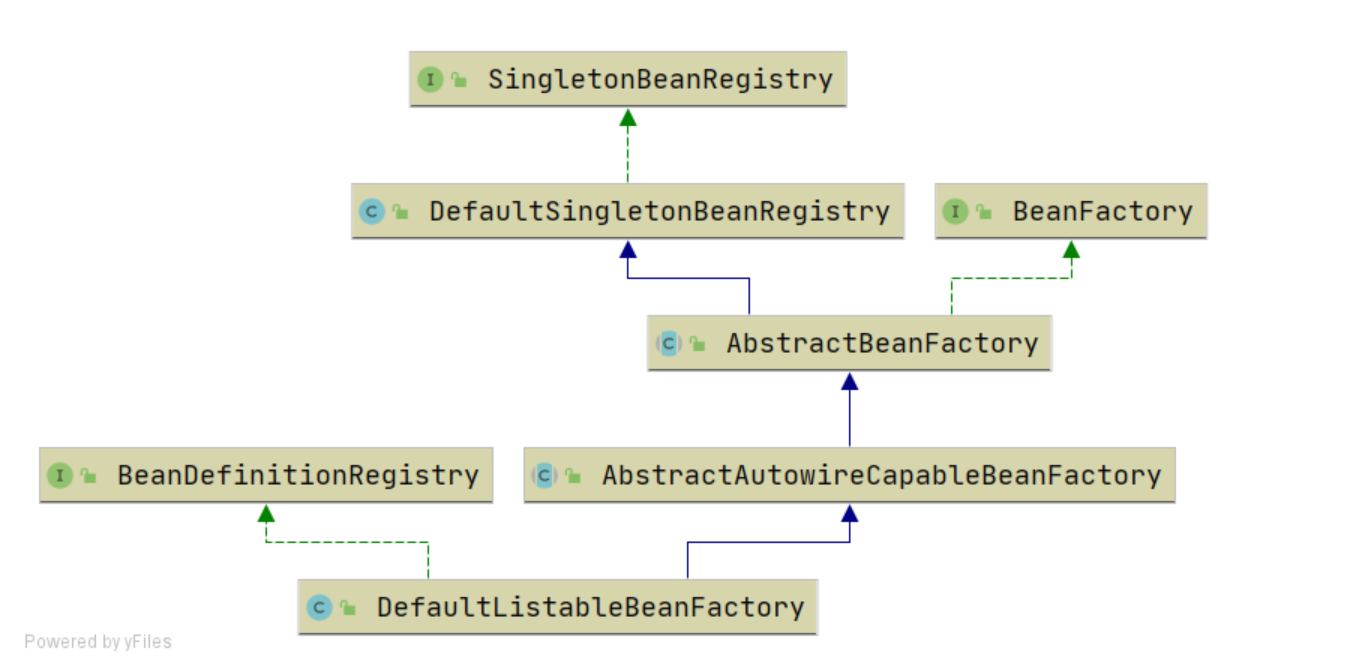 I SingletonBeanRegistry
C DefaultSingletonBeanRegistry
I BeanFactory
C AbstractBeanFactory
I BeanDefinitionRegistry
C AbstractAutowireCapableBeanFactory
C DefaultListableBeanFactory
Powered by yFiles